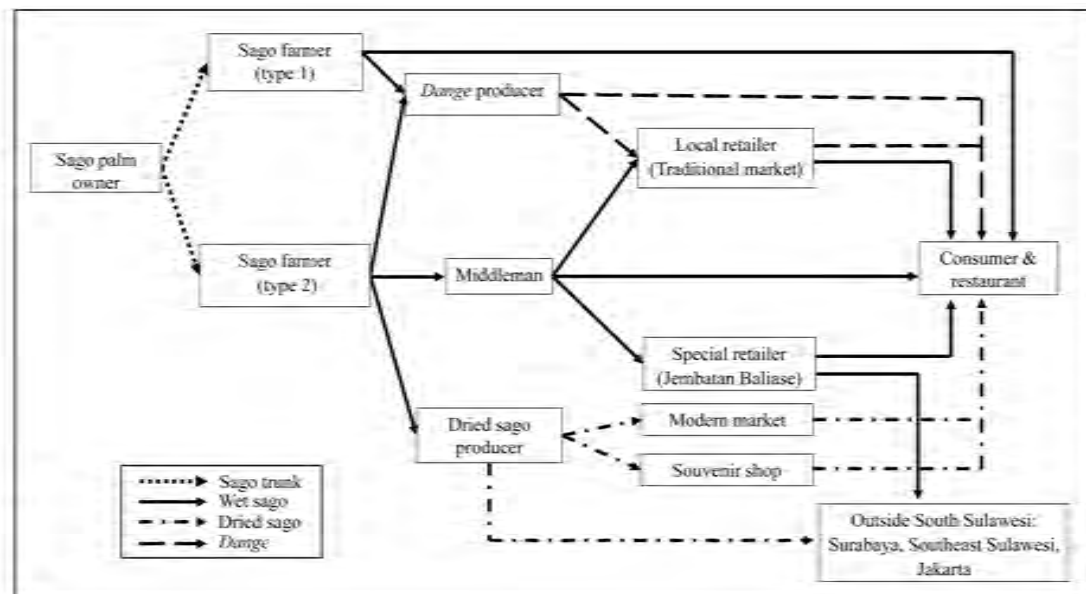 Sago farmer
(type 1)
Dange producer
Local retailer
(Traditional market)
Sago palm
owner
Sago farmer
(type 2)
Middleman
Consumer &
restaurant
Special retailer
(Jembatan Baliase)
Dried sago
producer
Modern market
Souvenir shop
Sago trunk
Wet sago
Dried sago
Dange
Outside South Sulawesi:
Surabaya, Southeast Sulawesi,
Jakarta